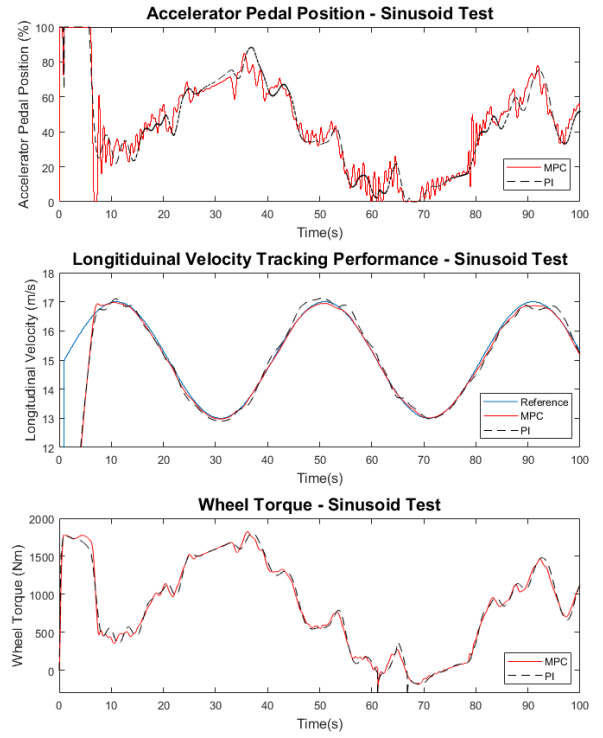 Accelerator Pedal Position - Sinusoid Test
Accelerator Pedal Position (%)
100
80
60
40
20
0
MPC
PI
0 10 20 30 40 50 60 70 80 90 100
Time(s)
Longitiduinal Velocity Tracking Performance - Sinusoid Test
Longitudinal Velocity (m/s)
18
17
16
15
14
13
12
Reference
MPC
PI
0 10 20 30 40 50 60 70 80 90 100
Time(s)
Wheel Torque - Sinusoid Test
Wheel Torque (Nm)
2000
1500
1000
500
0
MPC
PI
0 10 20 30 40 50 60 70 80 90 100
Time(s)